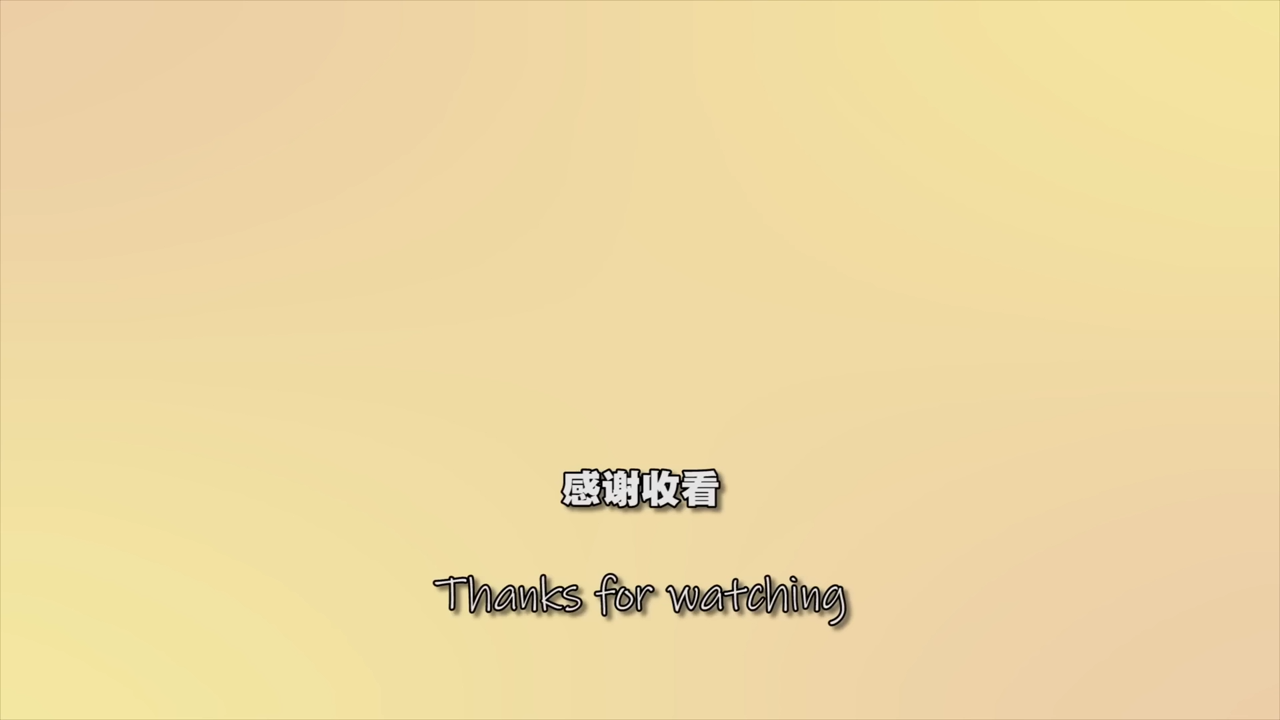 感谢收看
Thanks for watching